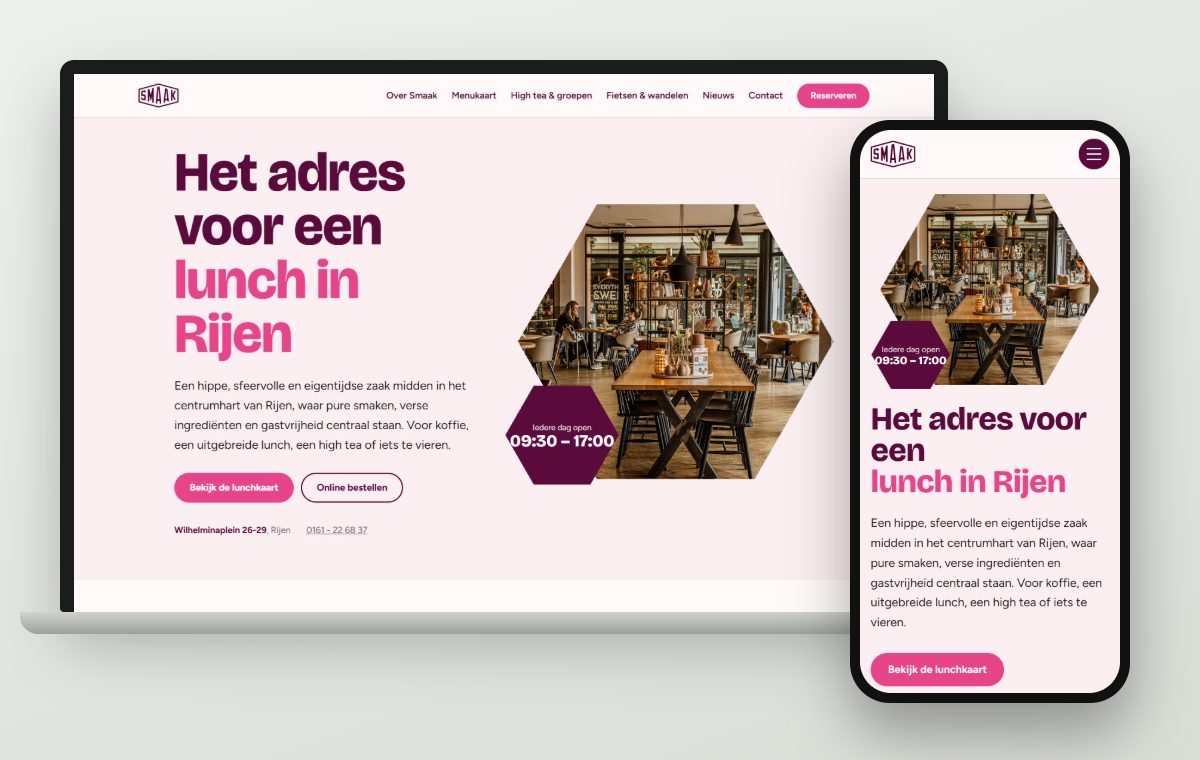 SMAAK
Over Smaak Menukaart High tea & groepen Fietsen & wandelen Nieuws Contact Reserveren
Het adres
voor een
lunch in
Rijen
Een hippe, sfeervolle en eigentijdse zaak midden in het
centrumhart van Rijen, waar pure smaken, verse
ingrediënten en gastvrijheid centraal staan. Voor koffie,
een uitgebreide lunch, een high tea of iets te vieren.
Bekijk de lunchkaart Online bestellen
Wilhelminaplein 26-29, Rijen 0161 - 22 68 37
EVERYTHING
SWEET
Iedere dag open
09:30 – 17:00
SMAAK
Iedere dag open
09:30 – 17:00
Het adres voor
een
lunch in Rijen
Een hippe, sfeervolle en eigentijdse zaak
midden in het centrumhart van Rijen, waar
pure smaken, verse ingrediënten en
gastvrijheid centraal staan. Voor koffie, een
uitgebreide lunch, een high tea of iets te
vieren.
Bekijk de lunchkaart